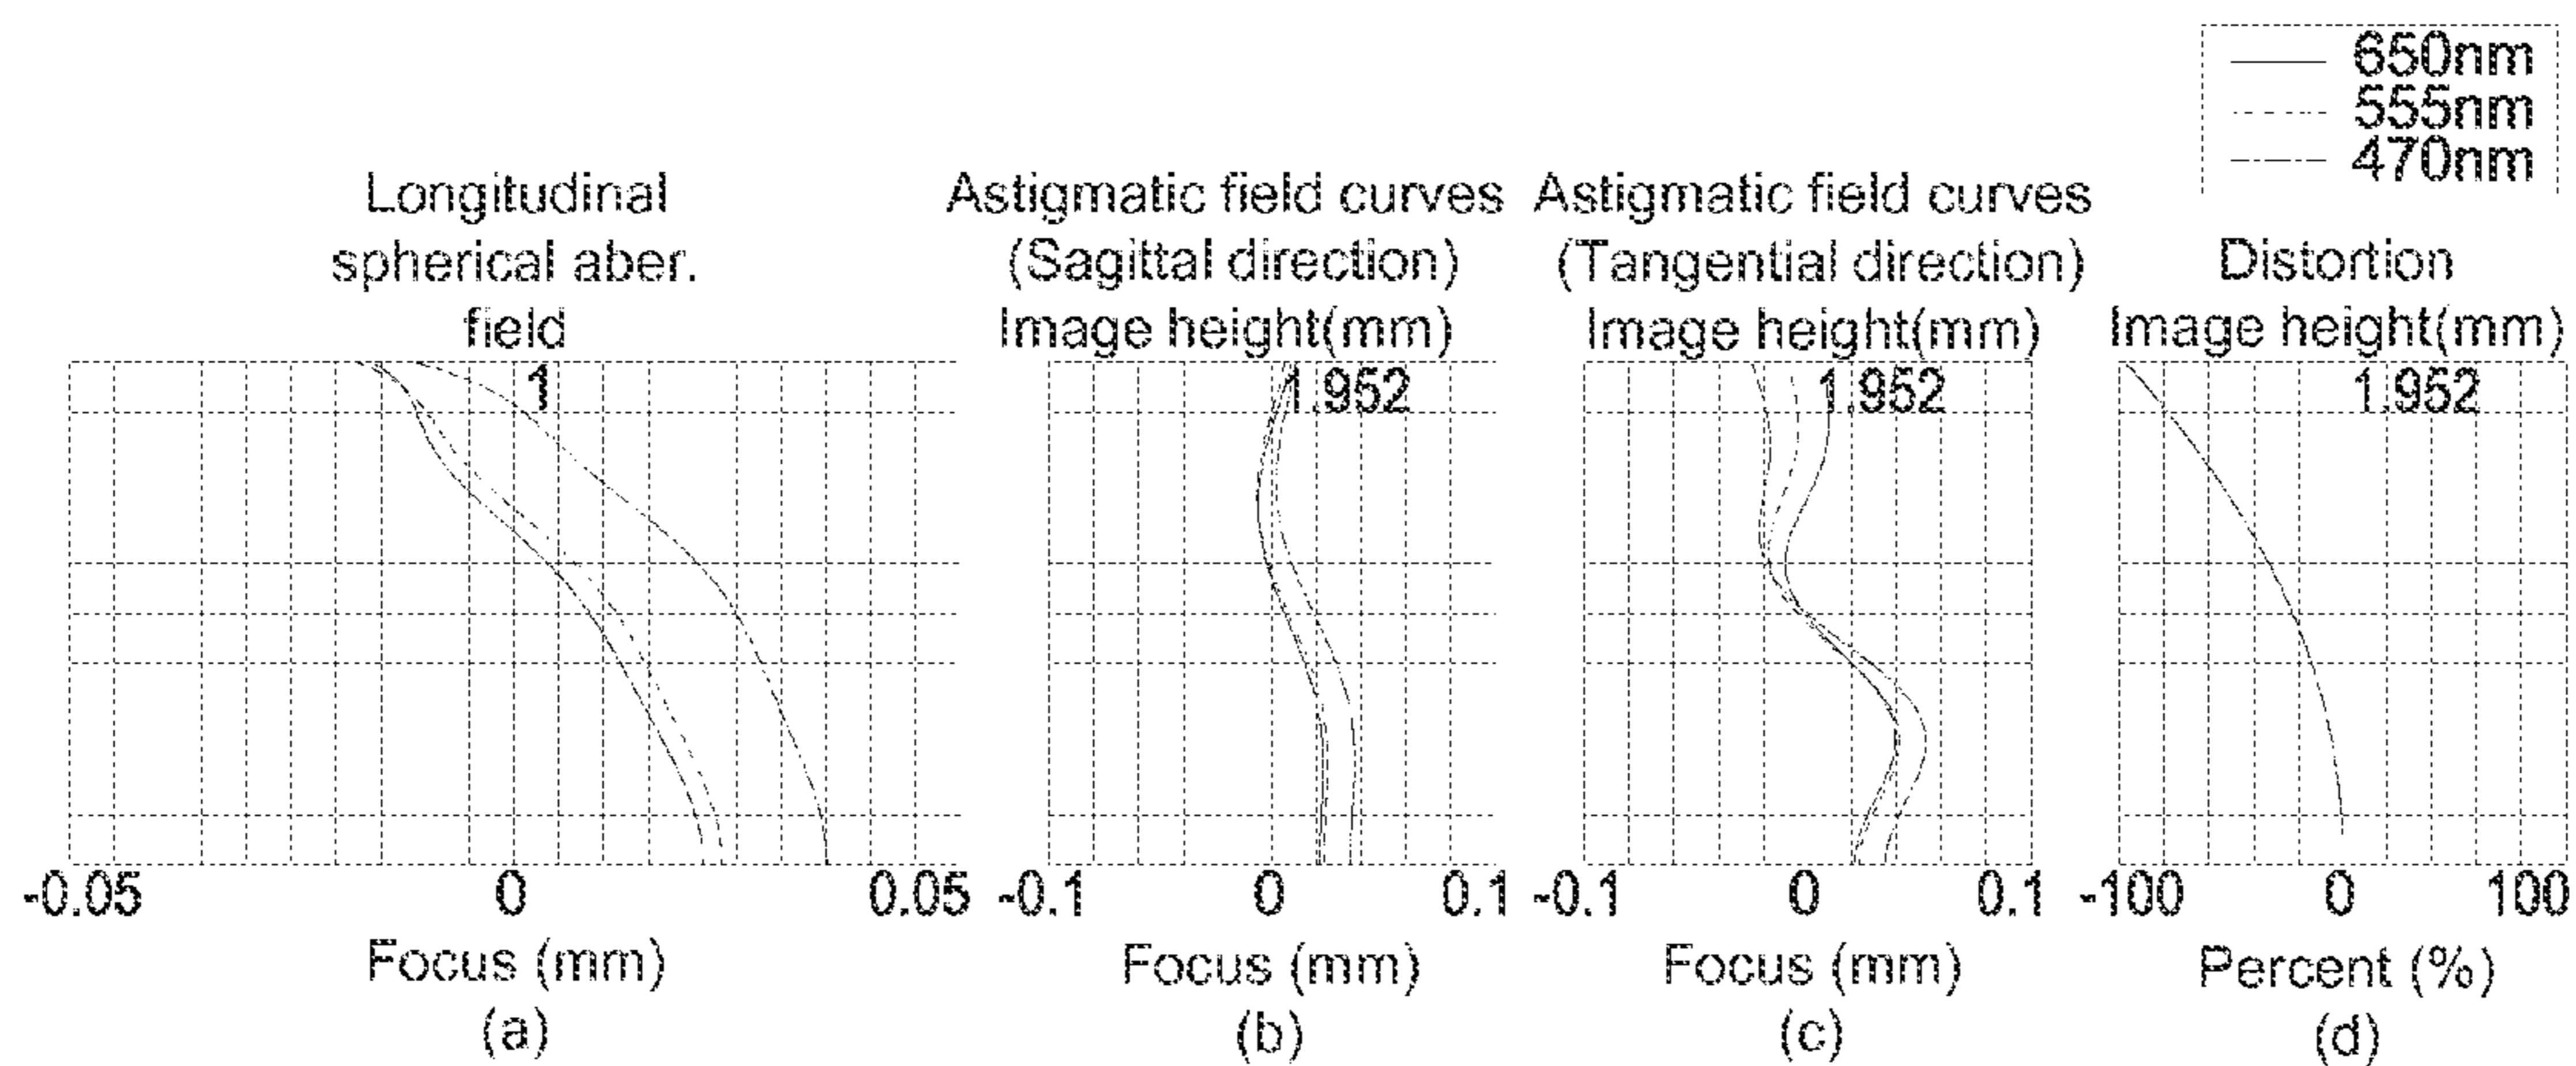 650nm
555nm
470nm
Longitudinal
spherical aber.
field
1
-0.05 0 0.05
Focus (mm)
(a)
Astigmatic field curves
(Sagittal direction)
Image height(mm)
1.952
-0.1 0 0.1
Focus (mm)
(b)
Astigmatic field curves
(Tangential direction)
Image height(mm)
1.952
-0.1 0 0.1
Focus (mm)
(c)
Distortion
Image height(mm)
1.952
-100 0 100
Percent (%)
(d)